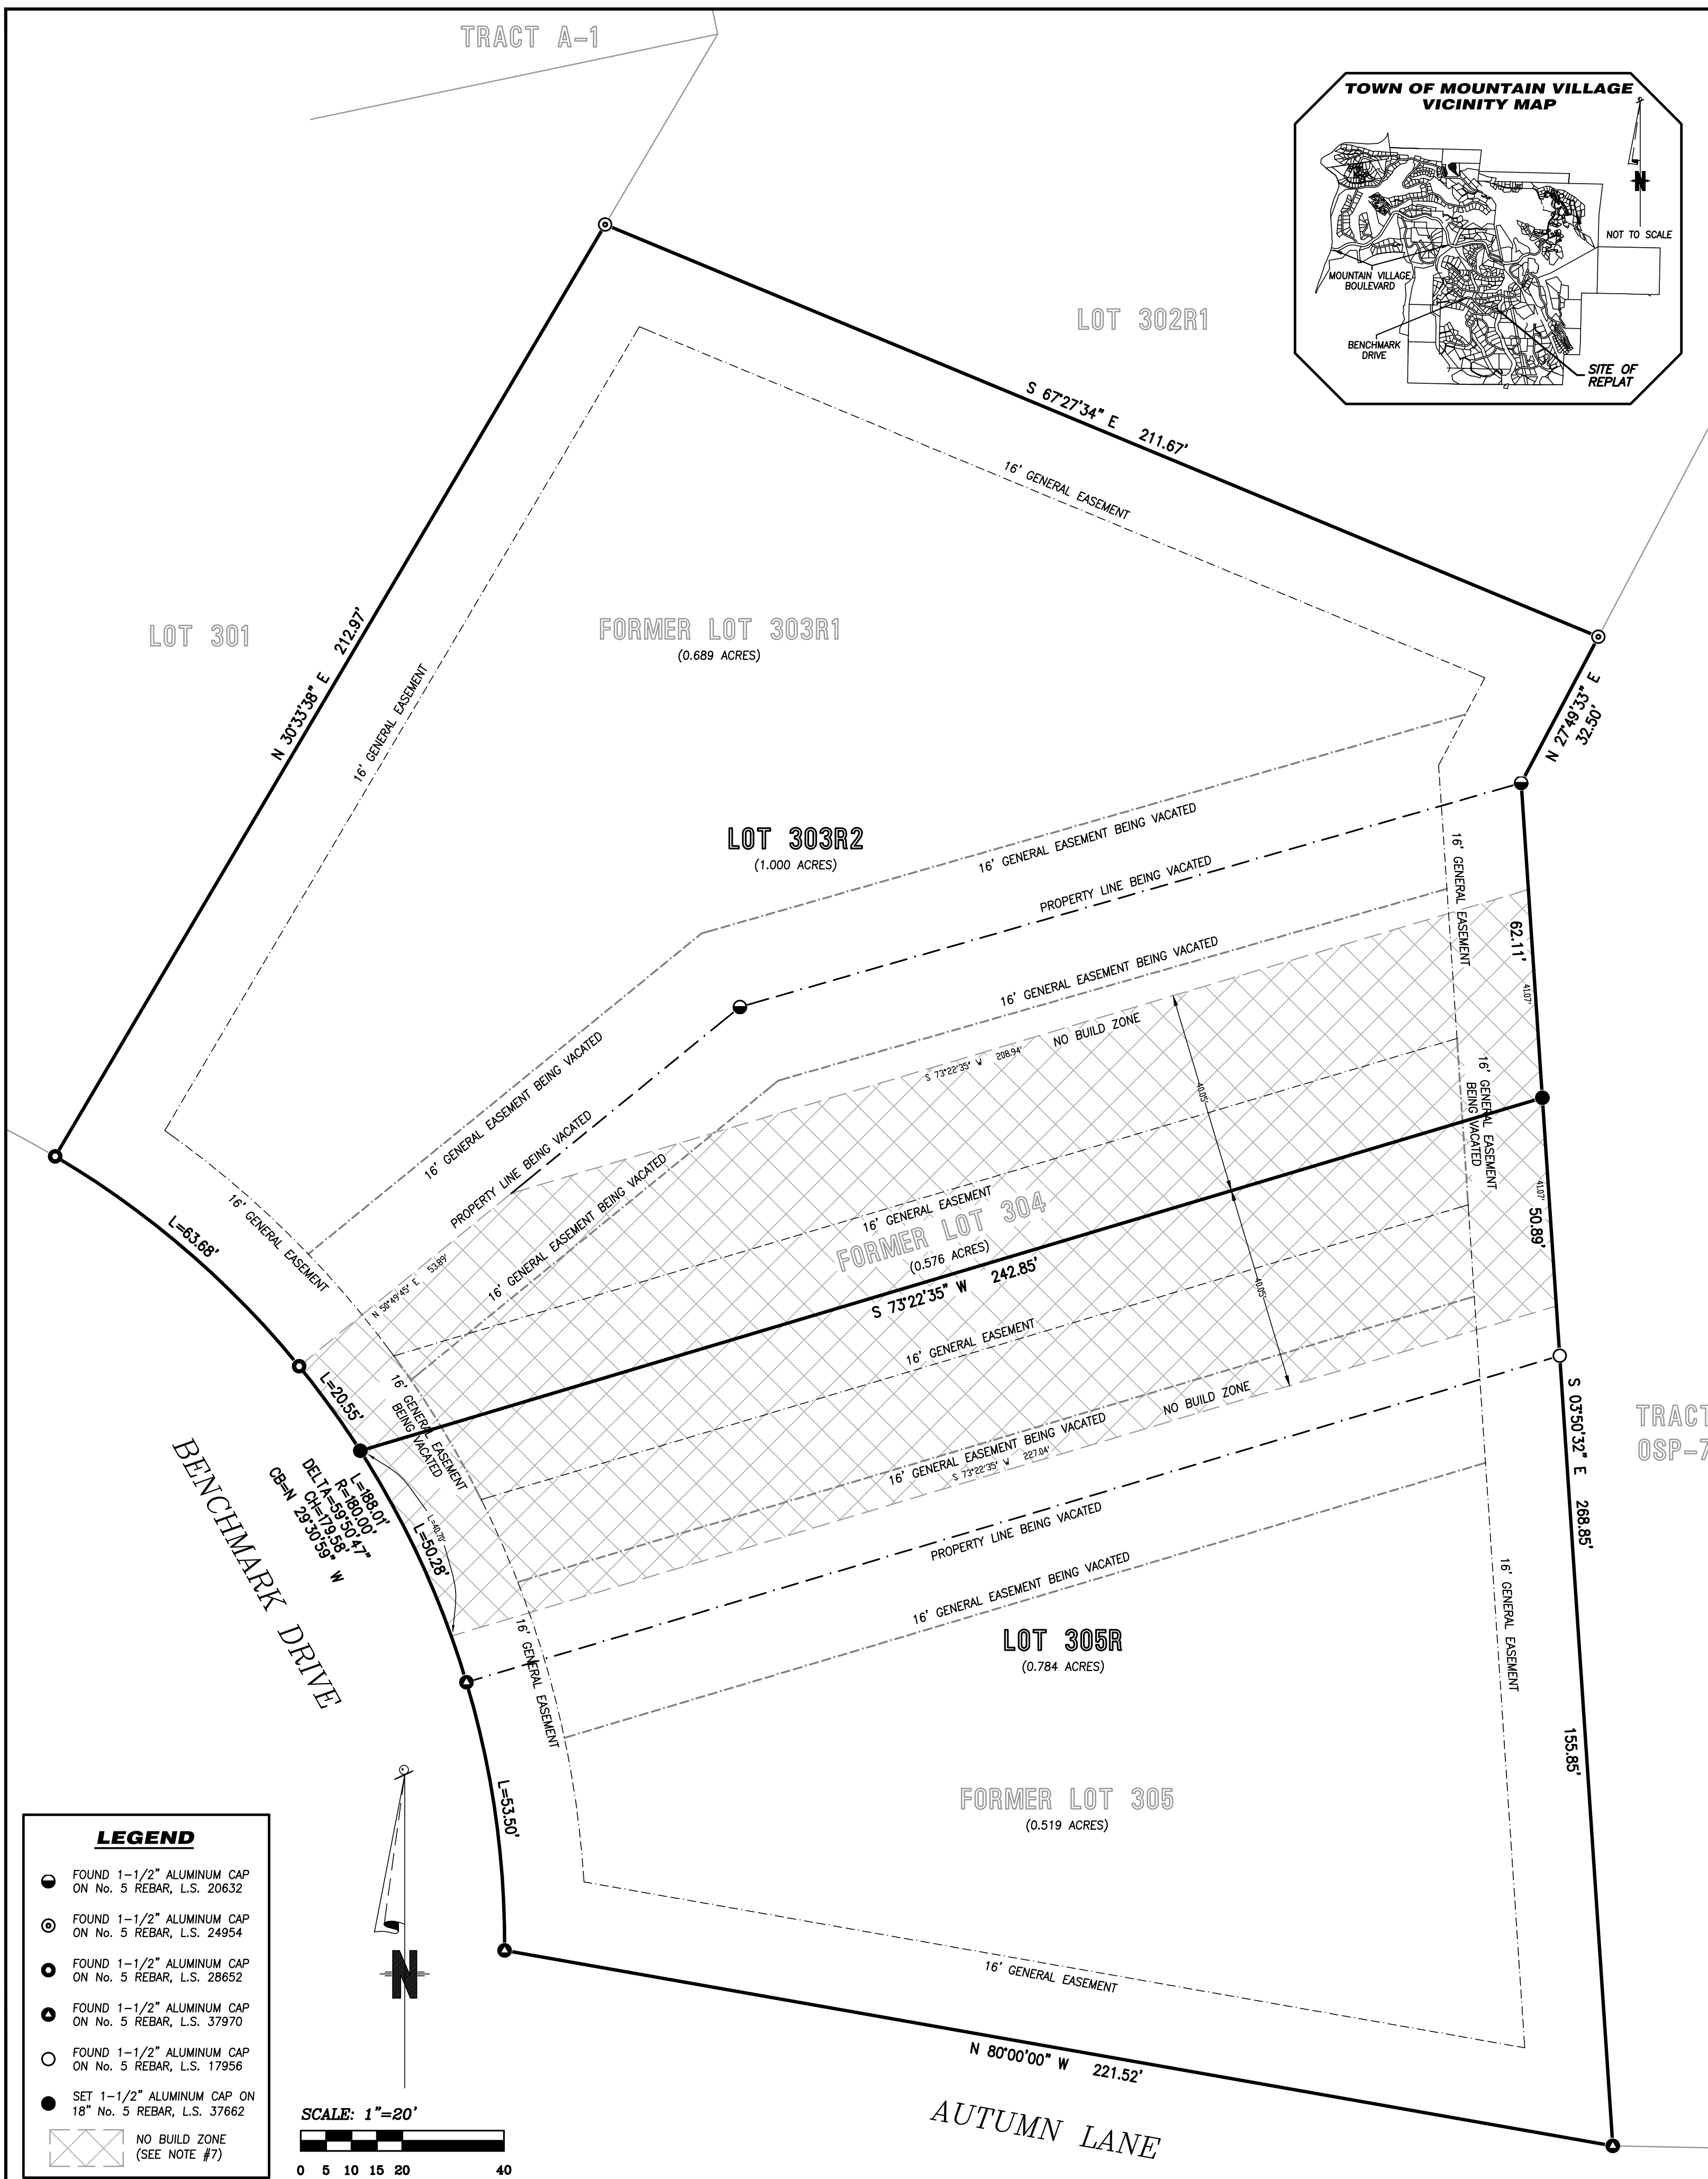 TRACT A-1
TOWN OF MOUNTAIN VILLAGE
VICINITY MAP
N
NOT TO SCALE
MOUNTAIN VILLAGE
BOULEVARD
BENCHMARK
DRIVE
SITE OF
REPLAT
LOT 302R1
S 67°27'34" E 211.67'
16' GENERAL EASEMENT
LOT 301
N 30°33'38" E 212.97'
16' GENERAL EASEMENT
FORMER LOT 303R1
(0.689 ACRES)
N 27°49'33" E
32.50'
LOT 303R2
(1.000 ACRES)
16' GENERAL EASEMENT BEING VACATED
PROPERTY LINE BEING VACATED
16' GENERAL EASEMENT BEING VACATED
16' GENERAL EASEMENT
62.11'
41.07'
NO BUILD ZONE
S 73°22'35" W 208.94'
40.05'
16' GENERAL EASEMENT BEING VACATED
PROPERTY LINE BEING VACATED
16' GENERAL EASEMENT BEING VACATED
16' GENERAL EASEMENT
BEING VACATED
41.07'
50.89'
16' GENERAL EASEMENT
L=63.68'
N 50°49'45" E 53.89'
16' GENERAL EASEMENT
FORMER LOT 304
(0.576 ACRES)
S 73°22'35" W 242.85'
40.05'
16' GENERAL EASEMENT
L=20.55'
16' GENERAL EASEMENT
BEING VACATED
NO BUILD ZONE
16' GENERAL EASEMENT BEING VACATED
S 73°22'35" W 227.04'
S 03°50'32" E 268.85'
TRACT
OSP-7
BENCHMARK DRIVE
L=188.01'
R=180.00'
DELTA=59°50'47"
CH=179.58'
CB=N 29°30'59" W
L=40.70'
L=50.28'
PROPERTY LINE BEING VACATED
16' GENERAL EASEMENT BEING VACATED
16' GENERAL EASEMENT
16' GENERAL EASEMENT
LOT 305R
(0.784 ACRES)
155.85'
L=53.50'
FORMER LOT 305
(0.519 ACRES)
16' GENERAL EASEMENT
N 80°00'00" W 221.52'
AUTUMN LANE
N
LEGEND
FOUND 1-1/2" ALUMINUM CAP
ON No. 5 REBAR, L.S. 20632
FOUND 1-1/2" ALUMINUM CAP
ON No. 5 REBAR, L.S. 24954
FOUND 1-1/2" ALUMINUM CAP
ON No. 5 REBAR, L.S. 28652
FOUND 1-1/2" ALUMINUM CAP
ON No. 5 REBAR, L.S. 37970
FOUND 1-1/2" ALUMINUM CAP
ON No. 5 REBAR, L.S. 17956
SET 1-1/2" ALUMINUM CAP ON
18" No. 5 REBAR, L.S. 37662
NO BUILD ZONE
(SEE NOTE #7)
SCALE: 1"=20'
0 5 10 15 20 40